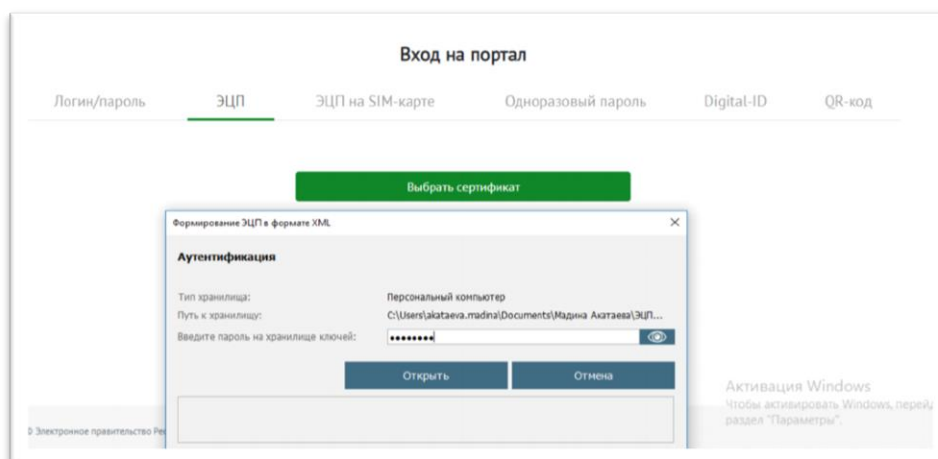 Вход на портал
Логин/пароль ЭЦП ЭЦП на SIM-карте Одноразовый пароль Digital-ID QR-код
Выбрать сертификат
Формирование ЭЦП в формате XML
Аутентификация
Тип хранилища: Персональный компьютер
Путь к хранилищу: C:\Users\akataeva.madina\Documents\Мадина Акатаева\ЭЦП...
Введите пароль на хранилище ключей: ••••••••
Открыть Отмена
Активация Windows
Чтобы активировать Windows, перей
раздел "Параметры".
© Электронное правительство